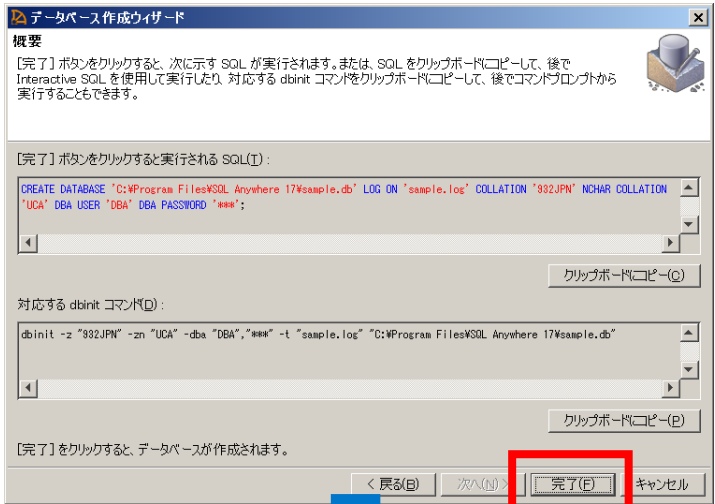 データベース作成ウィザード
概要
[完了] ボタンをクリックすると、次に示す SQL が実行されます。または、SQL をクリップボードにコピーして、後で
Interactive SQL を使用して実行したり、対応する dbinit コマンドをクリップボードにコピーして、後でコマンドプロンプトから
実行することもできます。
[完了] ボタンをクリックすると実行される SQL(T) :
CREATE DATABASE 'C:¥Program Files¥SQL Anywhere 17¥sample.db' LOG ON 'sample.log' COLLATION '932JPN' NCHAR COLLATION
'UCA' DBA USER 'DBA' DBA PASSWORD '***';
クリップボードにコピー(C)
対応する dbinit コマンド(D) :
dbinit -z "932JPN" -zn "UCA" -dba "DBA","***" -t "sample.log" "C:¥Program Files¥SQL Anywhere 17¥sample.db"
クリップボードにコピー(P)
[完了] をクリックすると、データベースが作成されます。
< 戻る(B) 次へ(N) > 完了(F) キャンセル